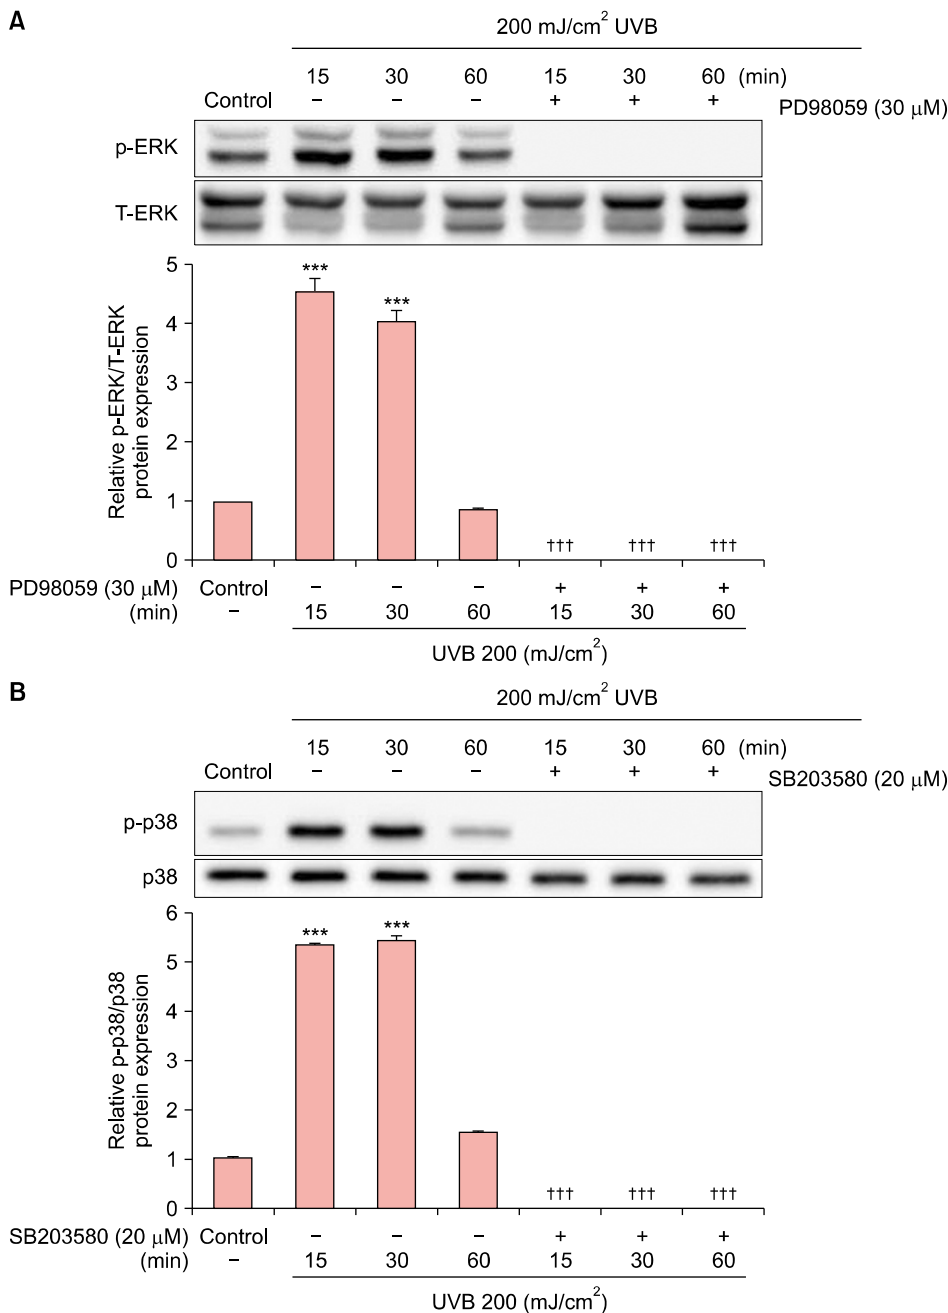 A
200 mJ/cm² UVB
15 30 60 15 30 60 (min)
Control – – – + + + PD98059 (30 μM)
p-ERK
T-ERK
Relative p-ERK/T-ERK
protein expression
5
4
3
2
1
0
***
***
††† ††† †††
PD98059 (30 μM) Control – – – + + +
(min) – 15 30 60 15 30 60
UVB 200 (mJ/cm²)
B
200 mJ/cm² UVB
15 30 60 15 30 60 (min)
Control – – – + + + SB203580 (20 μM)
p-p38
p38
Relative p-p38/p38
protein expression
6
5
4
3
2
1
0
*** ***
††† ††† †††
SB203580 (20 μM) Control – – – + + +
(min) – 15 30 60 15 30 60
UVB 200 (mJ/cm²)